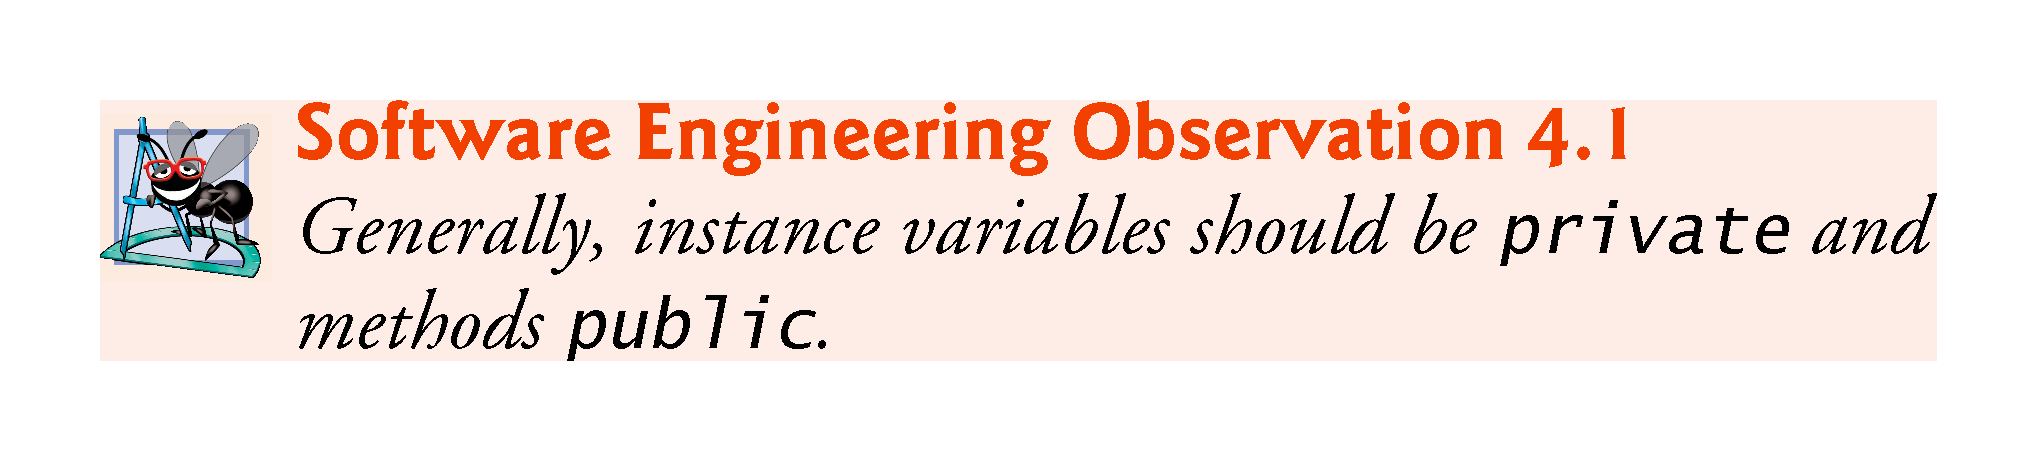 Software Engineering Observation 4.1
Generally, instance variables should be private and
methods public.